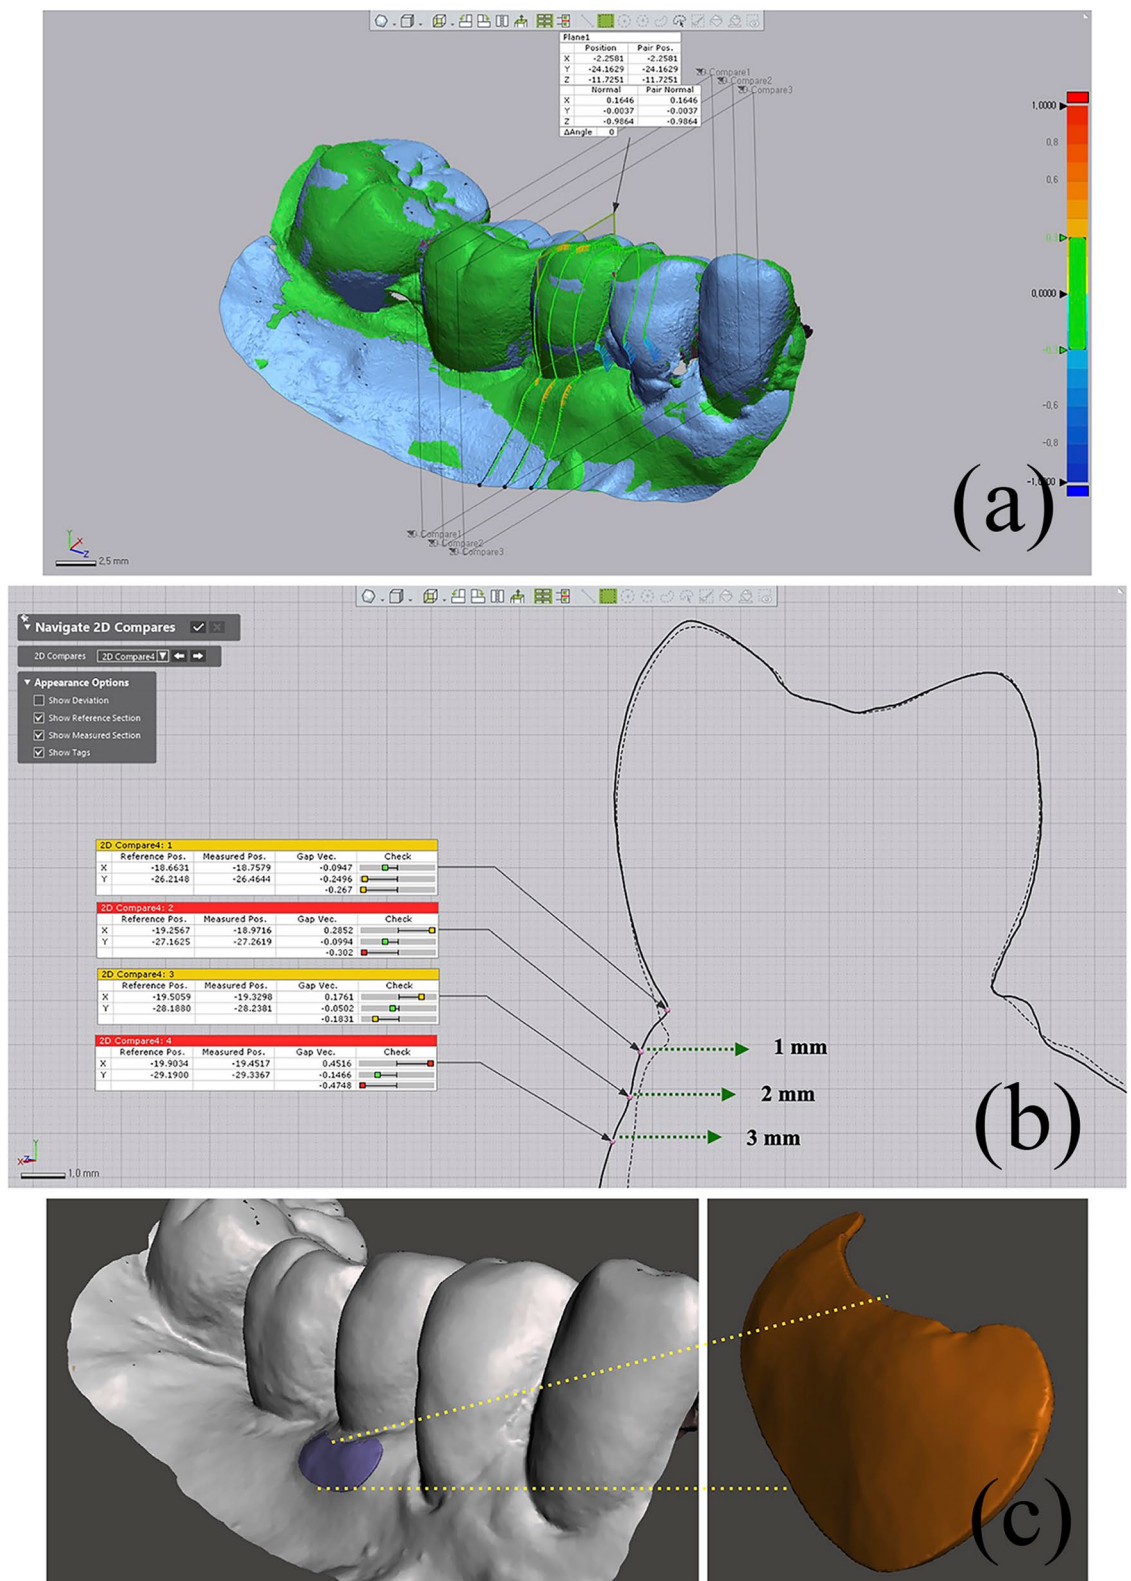 Plane1
Position Pair Pos.
X -2.2581 -2.2581
Y -24.1629 -24.1629
Z -11.7251 -11.7251
Normal Pair Normal
X 0.1646 0.1646
Y -0.0037 -0.0037
Z -0.9864 -0.9864
ΔAngle 0
2D Compare1
2D Compare2
2D Compare3
1,0000
0,8
0,6
0,0000
-0,6
-0,8
-1,0000
(a)
2D Compare1
2D Compare2
2D Compare3
Y
X
Z
2,5 mm
Navigate 2D Compares
2D Compares 2D Compare4
Appearance Options
Show Deviation
Show Reference Section
Show Measured Section
Show Tags
2D Compare4: 1
Reference Pos. Measured Pos. Gap Vec. Check
X -18.6631 -18.7579 -0.0947
Y -26.2148 -26.4644 -0.2496
-0.267
2D Compare4: 2
Reference Pos. Measured Pos. Gap Vec. Check
X -19.2567 -18.9716 0.2852
Y -27.1625 -27.2619 -0.0994
-0.302
2D Compare4: 3
Reference Pos. Measured Pos. Gap Vec. Check
X -19.5059 -19.3298 0.1761
Y -28.1880 -28.2381 -0.0502
-0.1831
2D Compare4: 4
Reference Pos. Measured Pos. Gap Vec. Check
X -19.9034 -19.4517 0.4516
Y -29.1900 -29.3367 -0.1466
-0.4748
1 mm
2 mm
3 mm
(b)
Y
X Z
1,0 mm
(c)